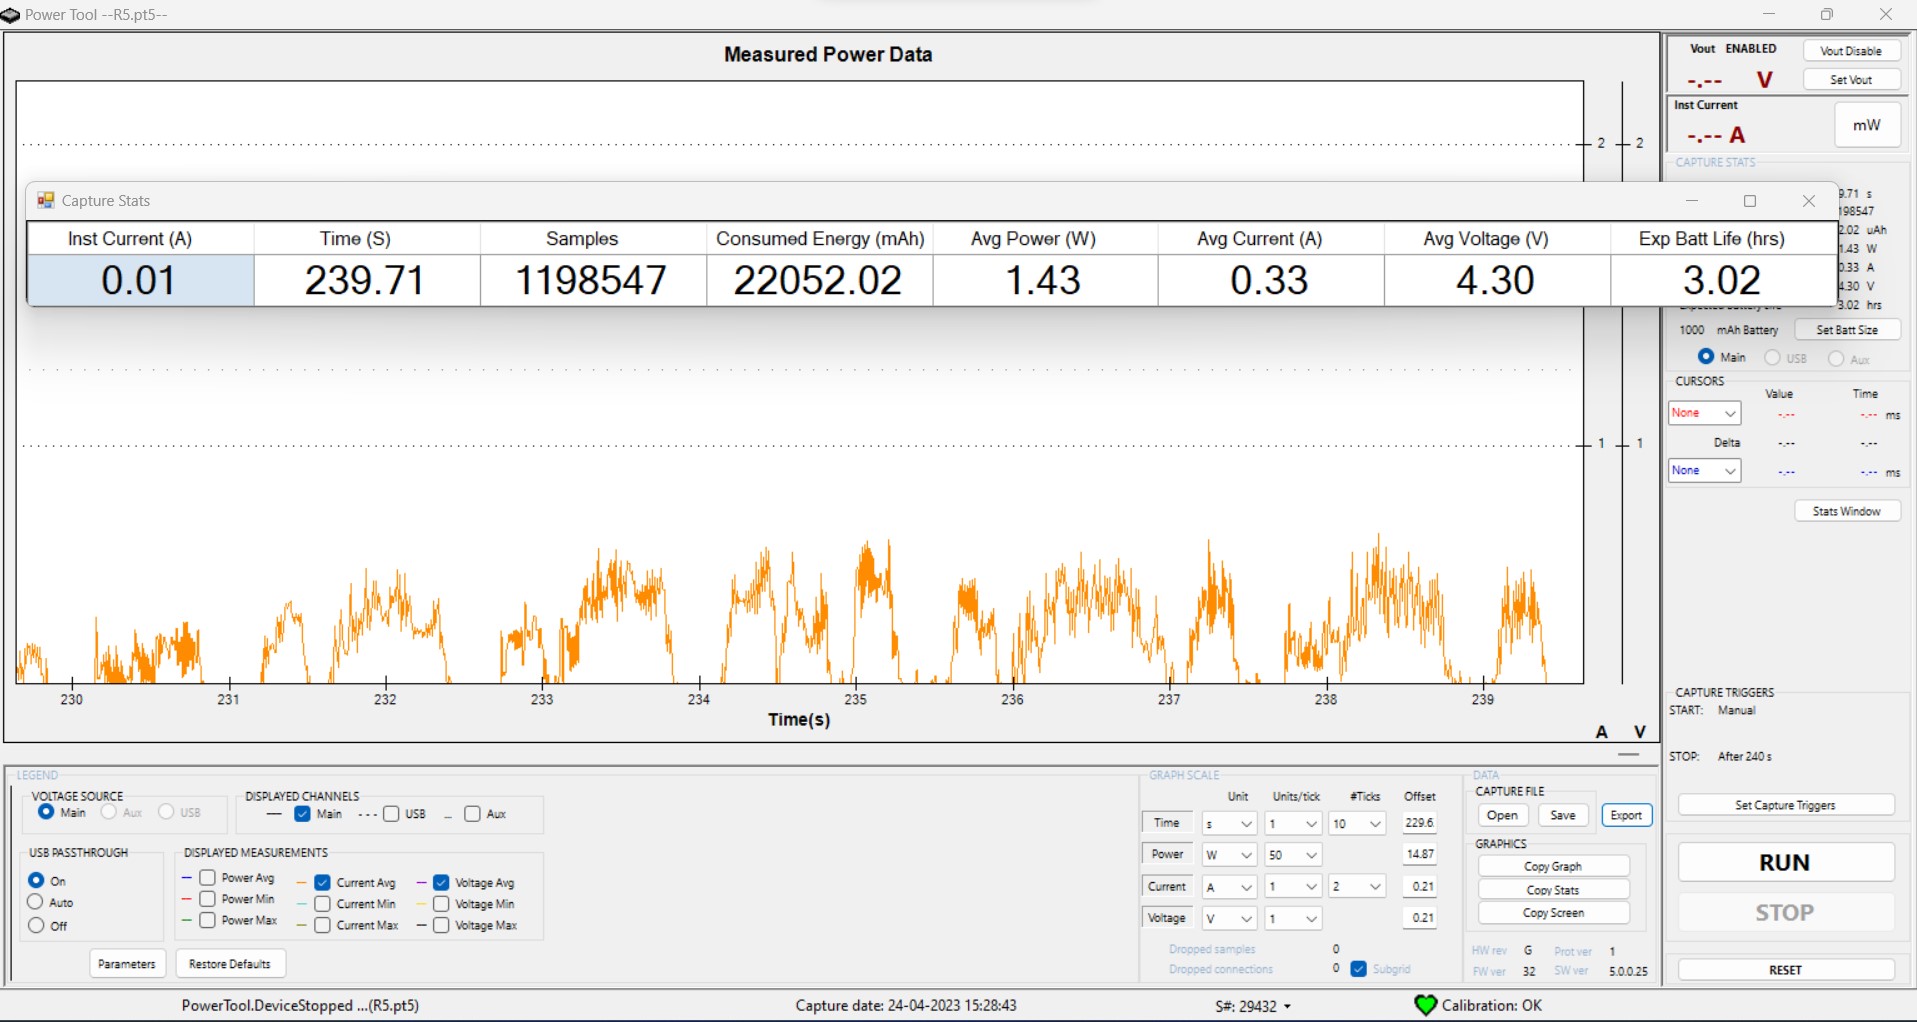 Power Tool --R5.pt5--
Measured Power Data
2 2
1 1
230 231 232 233 234 235 236 237 238 239
Time(s)
A V
Capture Stats
Inst Current (A) Time (S) Samples Consumed Energy (mAh) Avg Power (W) Avg Current (A) Avg Voltage (V) Exp Batt Life (hrs)
0.01 239.71 1198547 22052.02 1.43 0.33 4.30 3.02
Vout ENABLED Vout Disable
-.-- V Set Vout
Inst Current
-.-- A mW
CAPTURE STATS
9.71 s
198547
2.02 uAh
1.43 W
0.33 A
4.30 V
3.02 hrs
1000 mAh Battery Set Batt Size
Main USB Aux
CURSORS
Value Time
None -.-- -.-- ms
Delta -.-- -.--
None -.-- -.-- ms
Stats Window
CAPTURE TRIGGERS
START: Manual
STOP: After 240 s
Set Capture Triggers
RUN
STOP
RESET
LEGEND
VOLTAGE SOURCE
Main Aux USB
DISPLAYED CHANNELS
Main USB Aux
USB PASSTHROUGH
On
Auto
Off
DISPLAYED MEASUREMENTS
Power Avg Current Avg Voltage Avg
Power Min Current Min Voltage Min
Power Max Current Max Voltage Max
Parameters Restore Defaults
GRAPH SCALE
Unit Units/tick #Ticks Offset
Time s 1 10 229.6
Power W 50 14.87
Current A 1 2 0.21
Voltage V 1 0.21
Dropped samples 0
Dropped connections 0 Subgrid
DATA
CAPTURE FILE
Open Save Export
GRAPHICS
Copy Graph
Copy Stats
Copy Screen
HW rev G Prot ver 1
FW ver 32 SW ver 5.0.0.25
PowerTool.DeviceStopped ...(R5.pt5) Capture date: 24-04-2023 15:28:43 S#: 29432 Calibration: OK